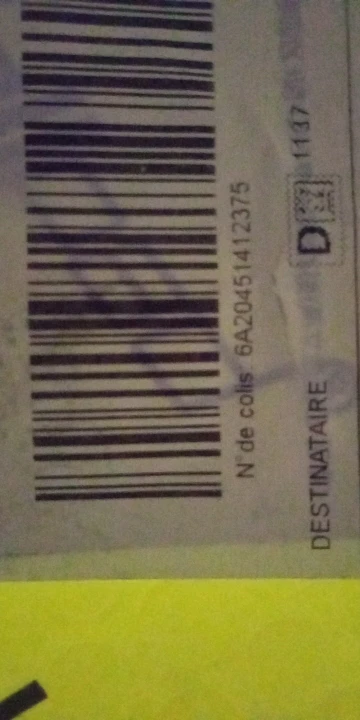 N°de colis 6A20451412375
DESTINATAIRE D 1137